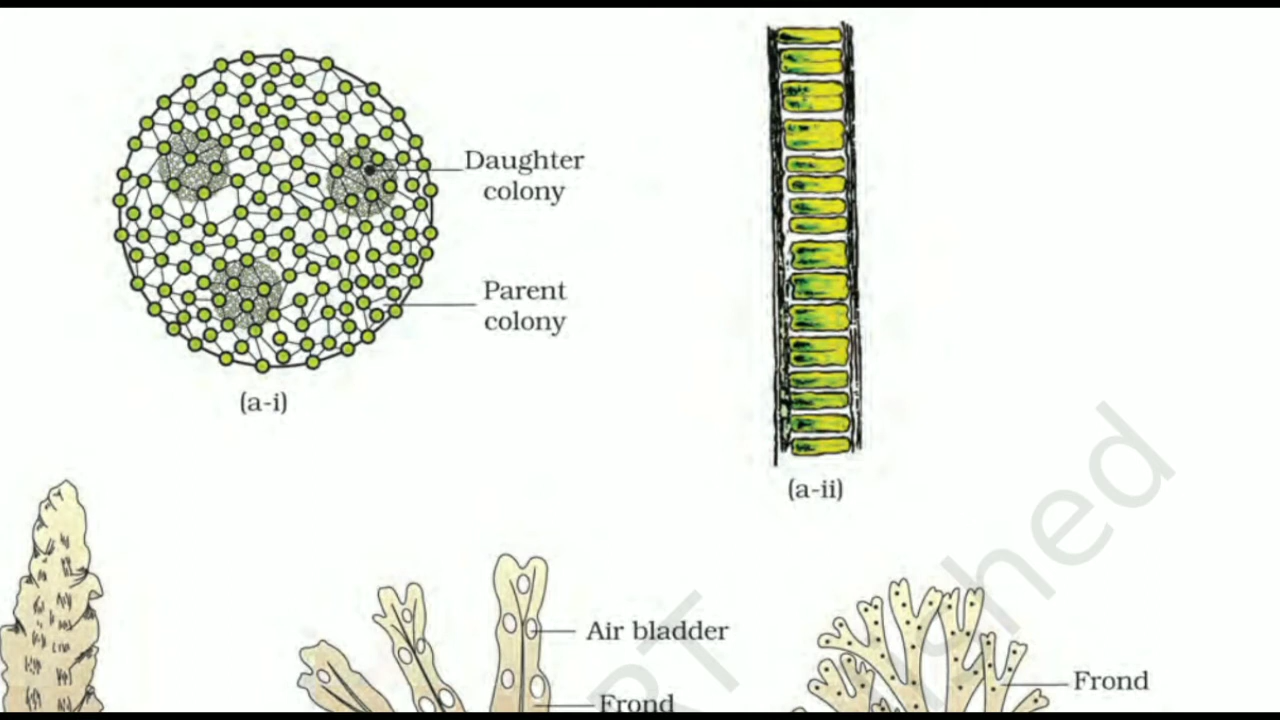 Daughter
colony
Parent
colony
(a-i)
(a-ii)
Air bladder
Frond
Frond